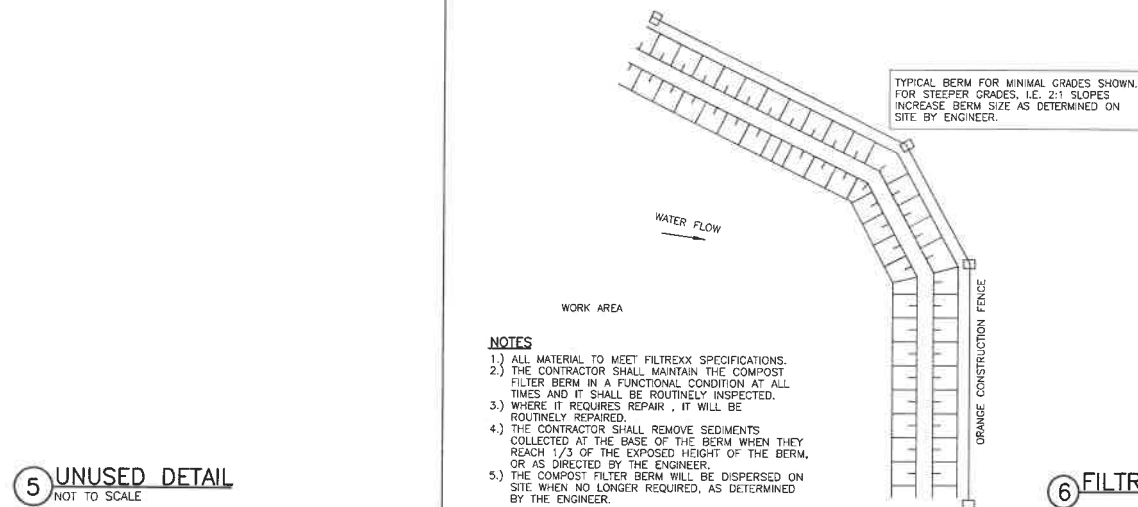 TYPICAL BERM FOR MINIMAL GRADES SHOWN.
FOR STEEPER GRADES, I.E. 2:1 SLOPES
INCREASE BERM SIZE AS DETERMINED ON
SITE BY ENGINEER.
WATER FLOW
WORK AREA
ORANGE CONSTRUCTION FENCE
NOTES
1.) ALL MATERIAL TO MEET FILTREXX SPECIFICATIONS.
2.) THE CONTRACTOR SHALL MAINTAIN THE COMPOST
FILTER BERM IN A FUNCTIONAL CONDITION AT ALL
TIMES AND IT SHALL BE ROUTINELY INSPECTED.
3.) WHERE IT REQUIRES REPAIR , IT WILL BE
ROUTINELY REPAIRED.
4.) THE CONTRACTOR SHALL REMOVE SEDIMENTS
COLLECTED AT THE BASE OF THE BERM WHEN THEY
REACH 1/3 OF THE EXPOSED HEIGHT OF THE BERM,
OR AS DIRECTED BY THE ENGINEER.
5.) THE COMPOST FILTER BERM WILL BE DISPERSED ON
SITE WHEN NO LONGER REQUIRED, AS DETERMINED
BY THE ENGINEER.
5 UNUSED DETAIL
NOT TO SCALE
6 FILTR